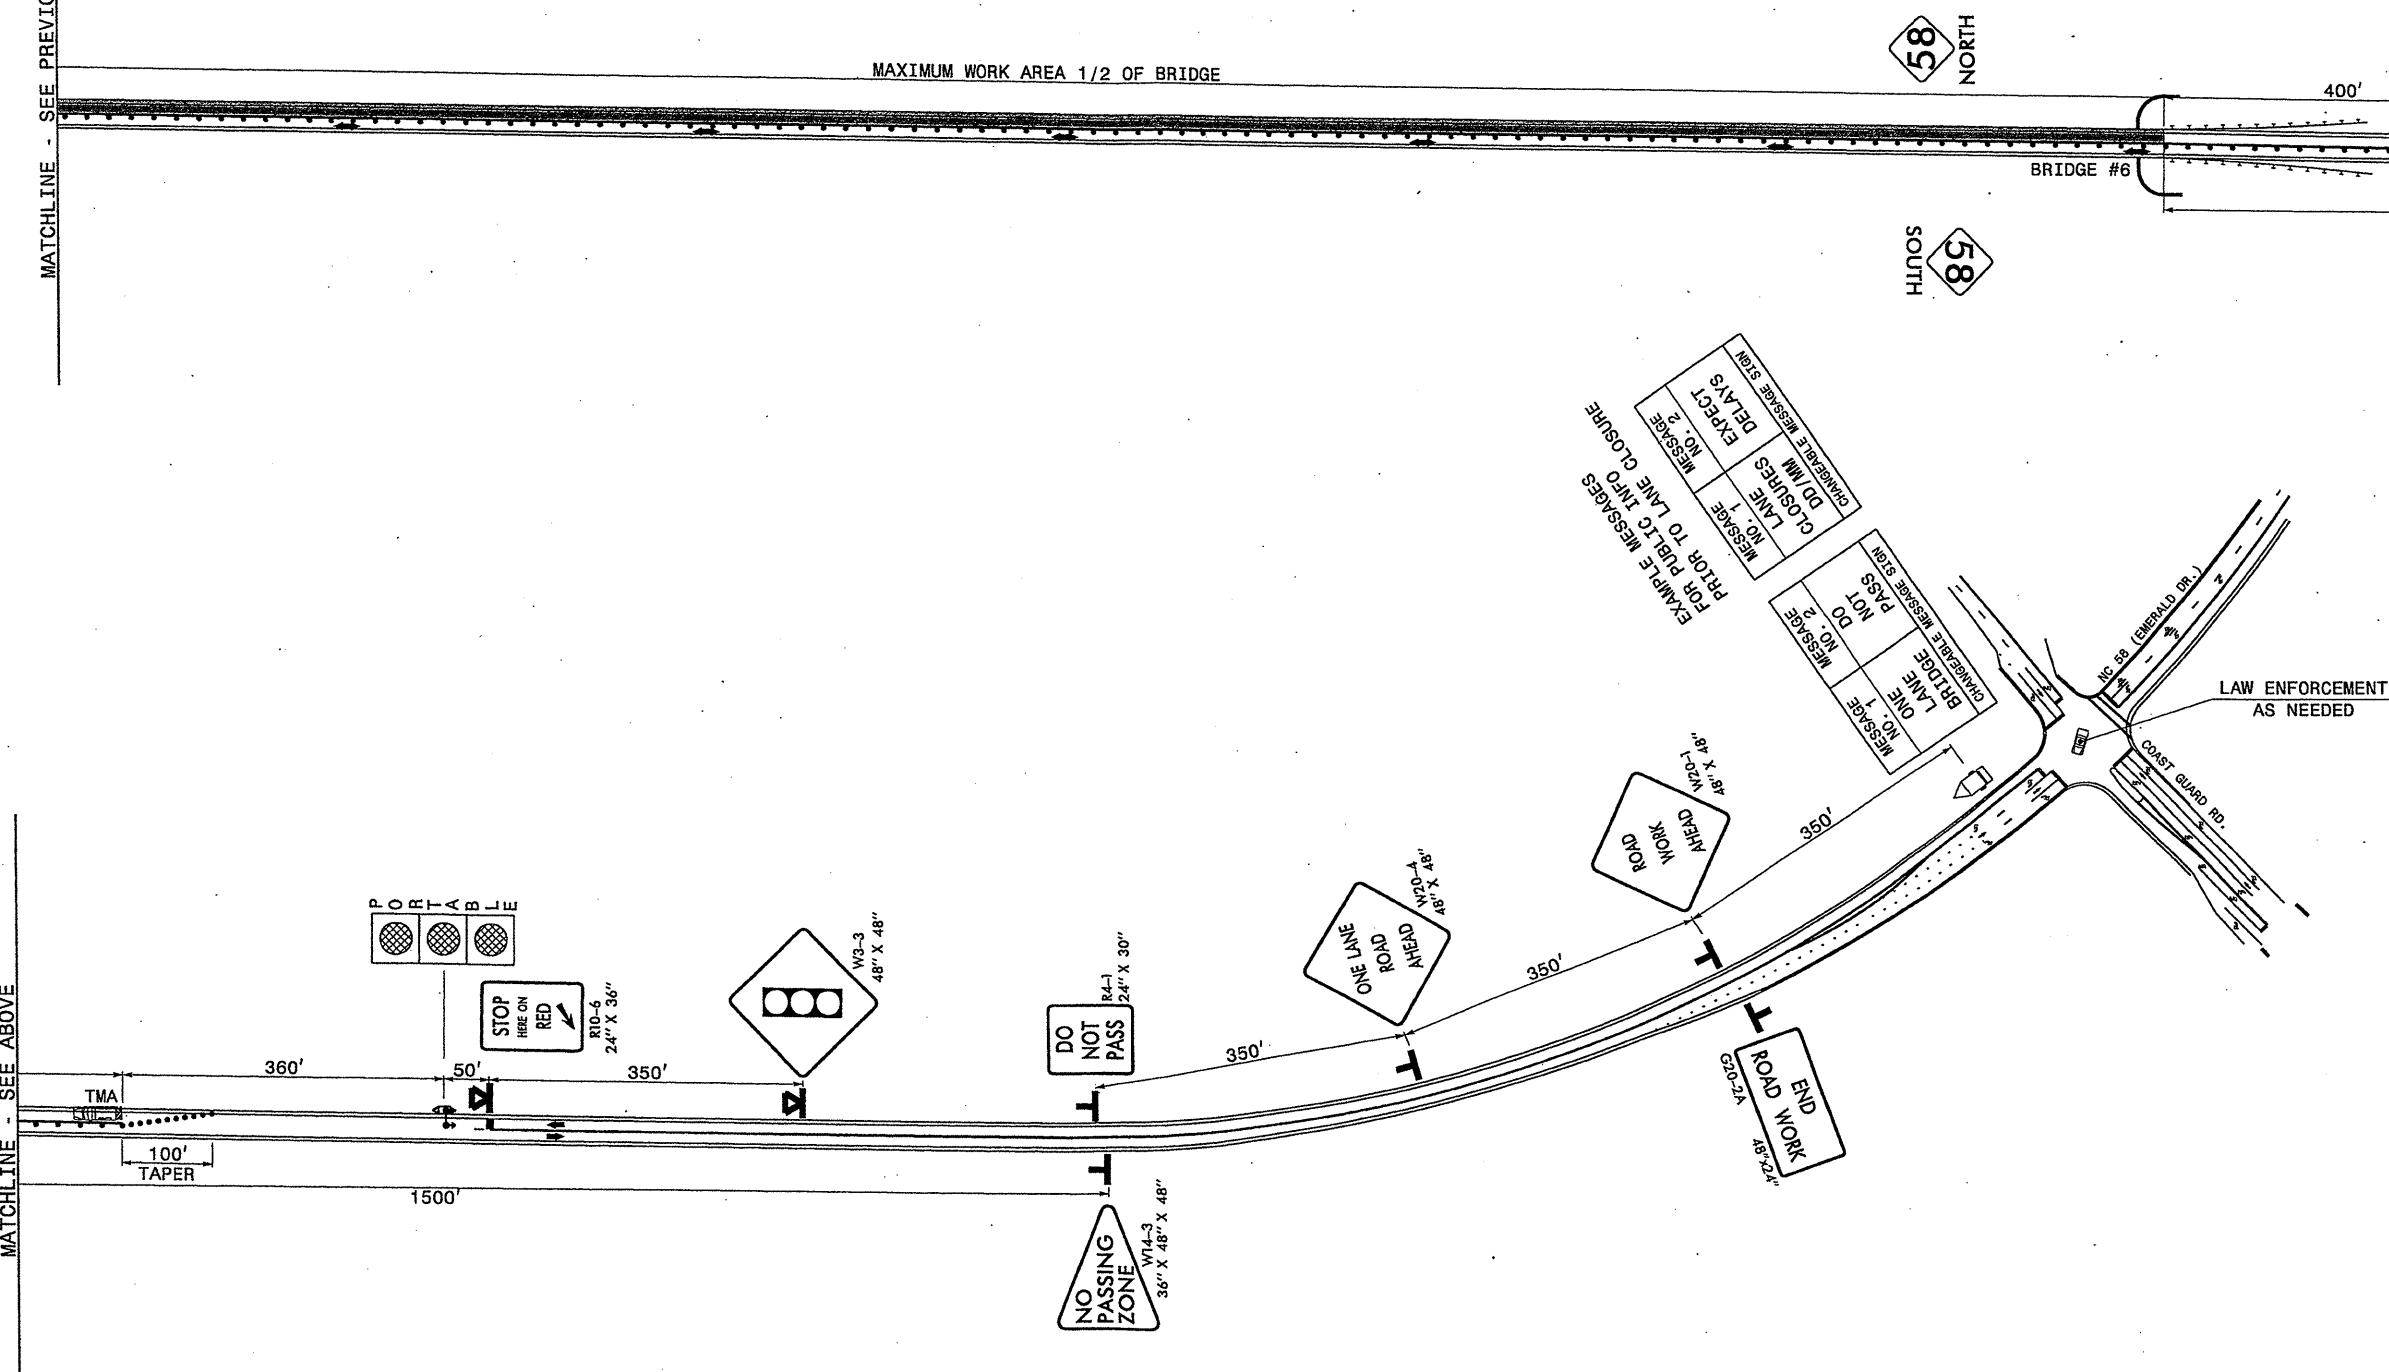 MATCHLINE - SEE PREVIO
MAXIMUM WORK AREA 1/2 OF BRIDGE
58
NORTH
400'
BRIDGE #6
SOUTH
58
EXAMPLE MESSAGES
FOR PUBLIC INFO
PRIOR TO LANE CLOSURE
MESSAGE
NO. 1
LANE
CLOSURES
DD/MM
MESSAGE
NO. 2
EXPECT
DELAYS
CHANGEABLE MESSAGE SIGN
MESSAGE
NO. 1
ONE
LANE
BRIDGE
MESSAGE
NO. 2
DO
NOT
PASS
CHANGEABLE MESSAGE SIGN
NC 58 (EMERALD DR.)
LAW ENFORCEMENT
AS NEEDED
COAST GUARD RD.
MATCHLINE - SEE ABOVE
TMA
360'
50'
350'
100'
TAPER
1500'
PORTABLE
STOP
HERE ON
RED
R10-6
24" X 36"
W3-3
48" X 48"
DO
NOT
PASS
R4-1
24" X 30"
350'
ONE LANE
ROAD
AHEAD
W20-4
48" X 48"
350'
ROAD
WORK
AHEAD
W20-1
48" X 48"
350'
END
ROAD WORK
G20-2A
48"x24"
NO
PASSING
ZONE
W14-3
36" X 48" X 48"